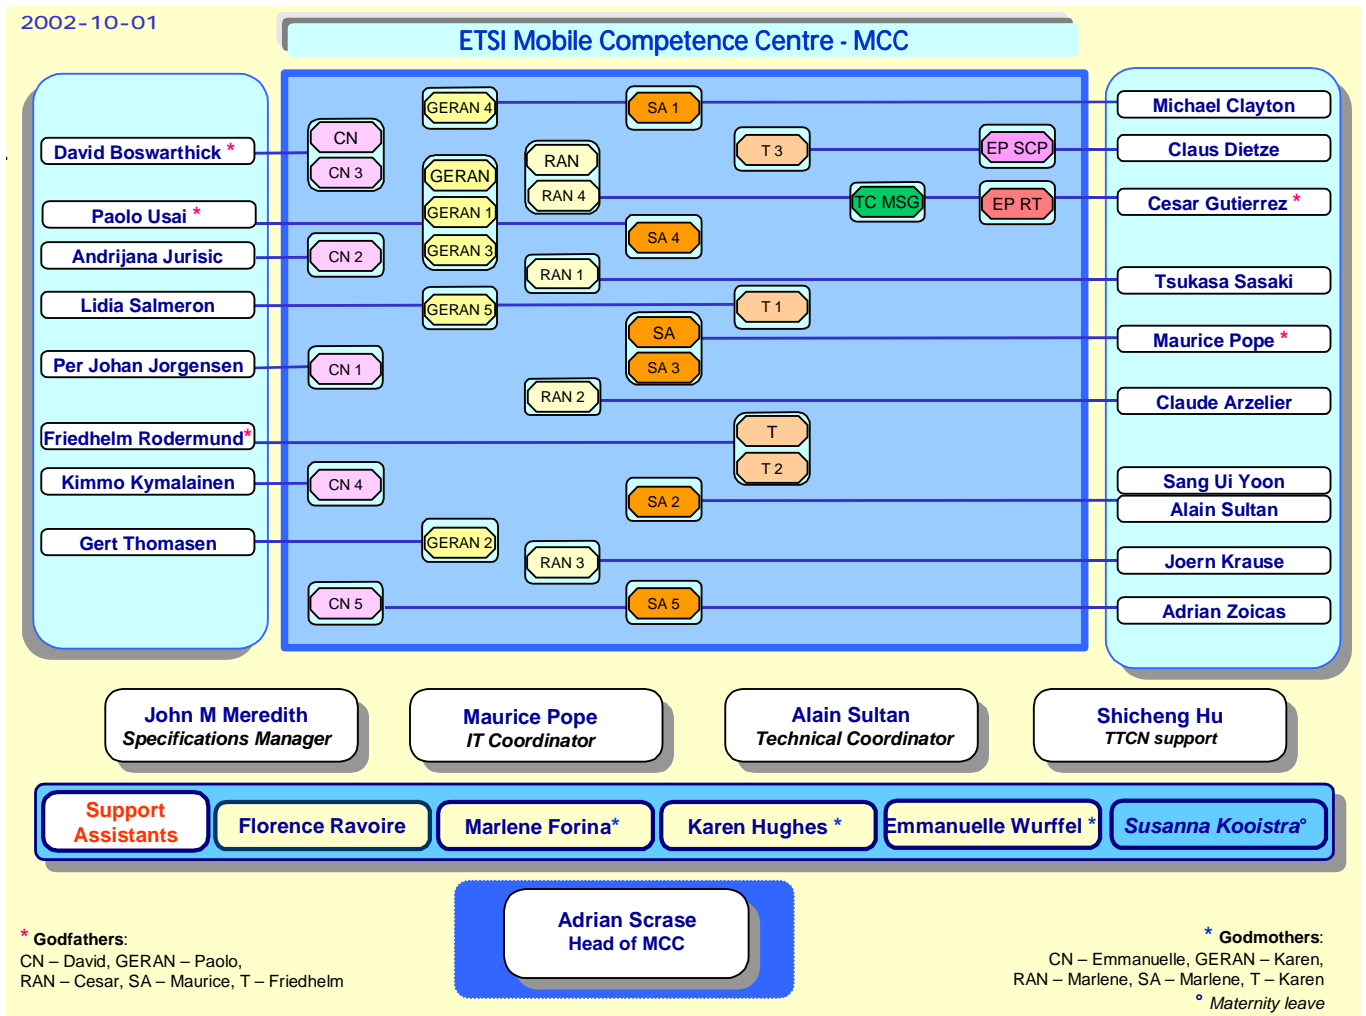 2002-10-01
ETSI Mobile Competence Centre - MCC
GERAN 4
SA 1
Michael Clayton
David Boswarthick *
CN
CN 3
RAN
T 3
EP SCP
Claus Dietze
GERAN
RAN 4
TC MSG
EP RT
Cesar Gutierrez *
Paolo Usai *
GERAN 1
SA 4
Andrijana Jurisic
CN 2
GERAN 3
RAN 1
Tsukasa Sasaki
Lidia Salmeron
GERAN 5
T 1
SA
Maurice Pope *
Per Johan Jorgensen
CN 1
SA 3
RAN 2
Claude Arzelier
Friedhelm Rodermund*
T
T 2
Kimmo Kymalainen
CN 4
Sang Ui Yoon
SA 2
Alain Sultan
Gert Thomasen
GERAN 2
RAN 3
Joern Krause
CN 5
SA 5
Adrian Zoicas
John M Meredith
Specifications Manager
Maurice Pope
IT Coordinator
Alain Sultan
Technical Coordinator
Shicheng Hu
TTCN support
Support
Assistants
Florence Ravoire
Marlene Forina*
Karen Hughes *
Emmanuelle Wurffel *
Susanna Kooistra°
Adrian Scrase
Head of MCC
* Godfathers:
CN – David, GERAN – Paolo,
RAN – Cesar, SA – Maurice, T – Friedhelm
* Godmothers:
CN – Emmanuelle, GERAN – Karen,
RAN – Marlene, SA – Marlene, T – Karen
° Maternity leave